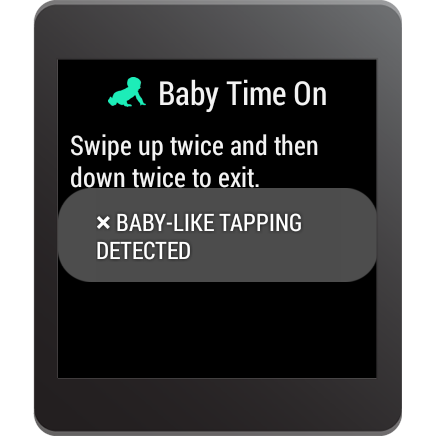 Baby Time On
Swipe up twice and then
down twice to exit.
× BABY-LIKE TAPPING
DETECTED